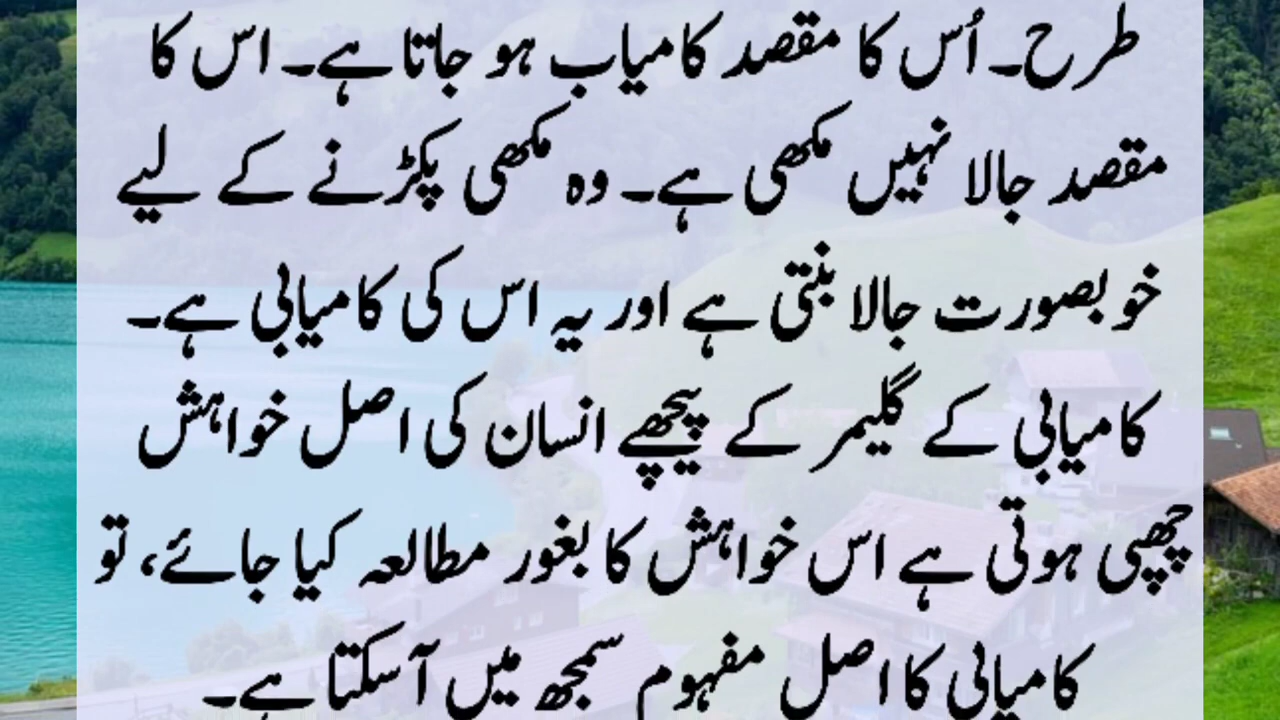 طرح۔ اُس کا مقصد کامیاب ہو جاتا ہے۔ اس کا
مقصد جالا نہیں مکھی ہے۔ وہ مکھی پکڑنے کے لیے
خوبصورت جالا بنتی ہے اور یہ اس کی کامیابی ہے۔
کامیابی کے گلیمر کے پیچھے انسان کی اصل خواہش
چھپی ہوتی ہے اس خواہش کا بغور مطالعہ کیا جائے، تو
کامیابی کا اصل مفہوم سمجھ میں آ سکتا ہے۔